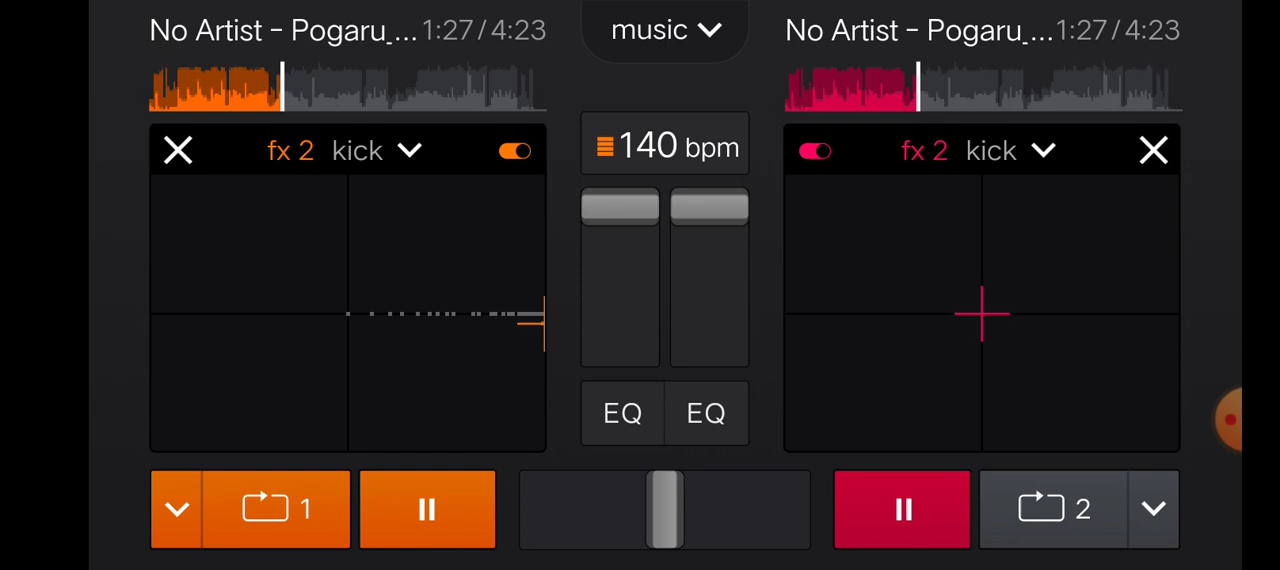 No Artist - Pogaru_... 1:27/4:23
music
No Artist - Pogaru_... 1:27/4:23
fx 2 kick
140 bpm
fx 2 kick
EQ EQ
1
2